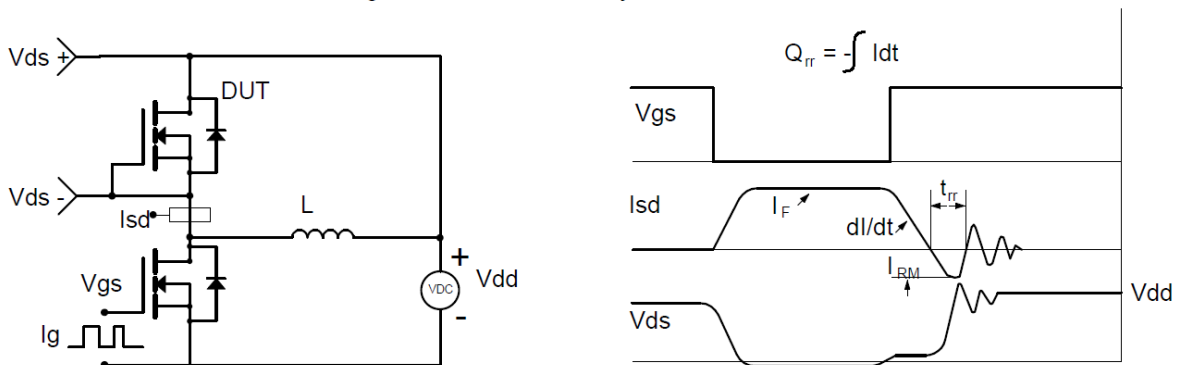 Vds +
DUT
Vds -
Isd
L
Vgs
Ig
+
VDC
-
Vdd
Qrr = -∫ Idt
Vgs
Isd
IF
trr
dI/dt
IRM
Vds
Vdd